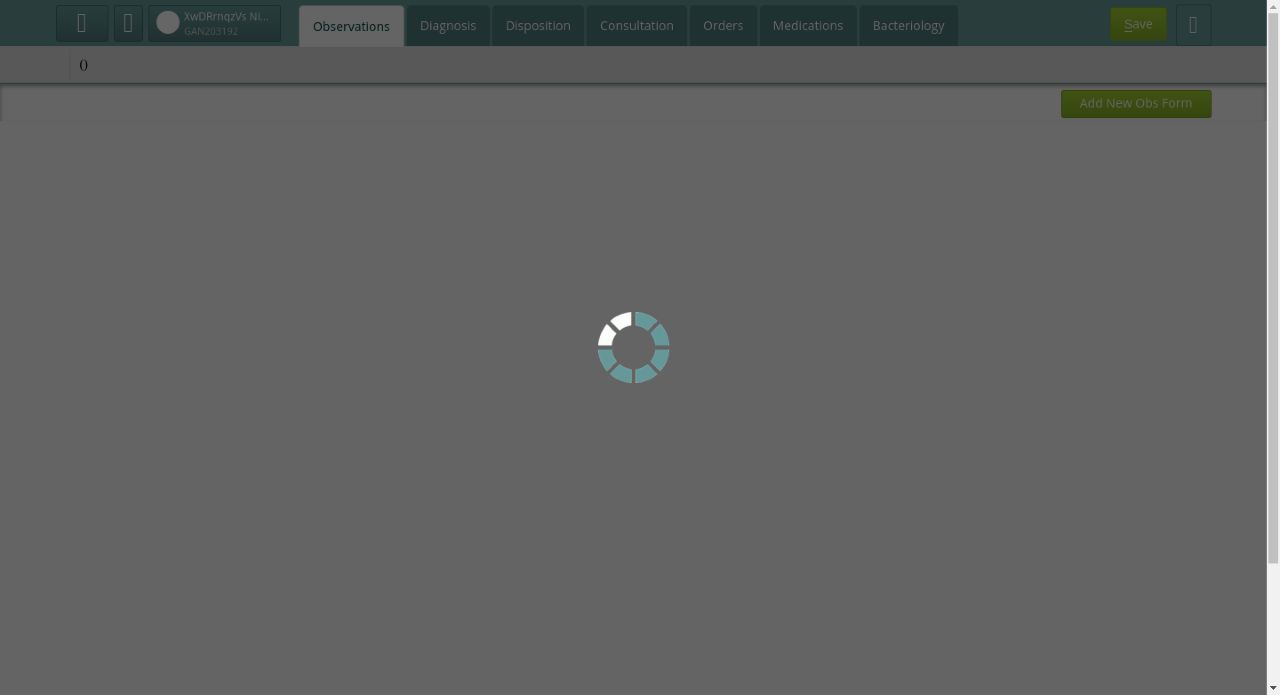 XwDRrnqzVs Ni...
GAN203192
Observations
Diagnosis
Disposition
Consultation
Orders
Medications
Bacteriology
Save
()
Add New Obs Form